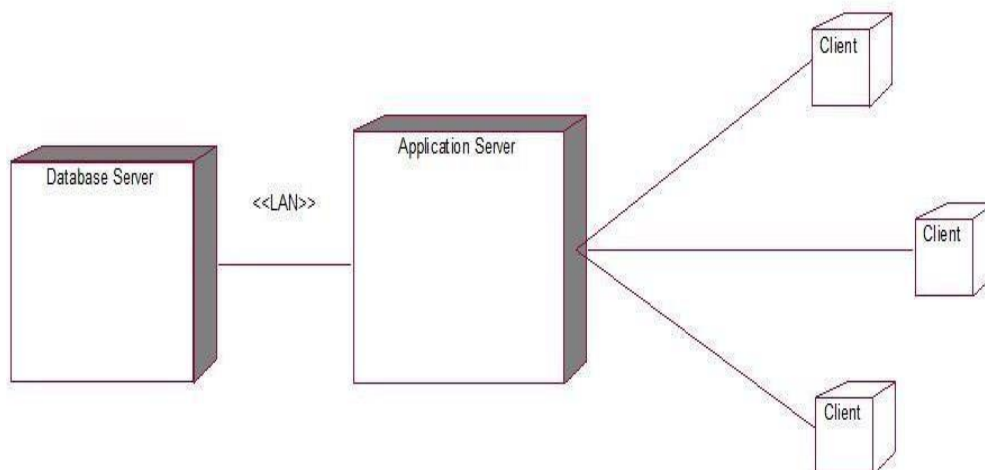 Client
Application Server
Database Server
<<LAN>>
Client
Client